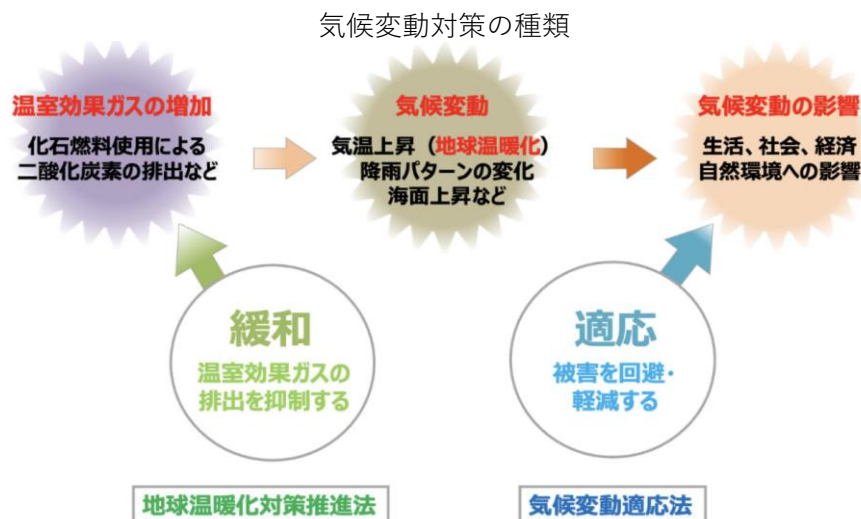 気候変動対策の種類
温室効果ガスの増加
化石燃料使用による
二酸化炭素の排出など
気候変動
気温上昇（地球温暖化）
降雨パターンの変化
海面上昇など
気候変動の影響
生活、社会、経済
自然環境への影響
緩和
温室効果ガスの
排出を抑制する
適応
被害を回避・
軽減する
地球温暖化対策推進法
気候変動適応法